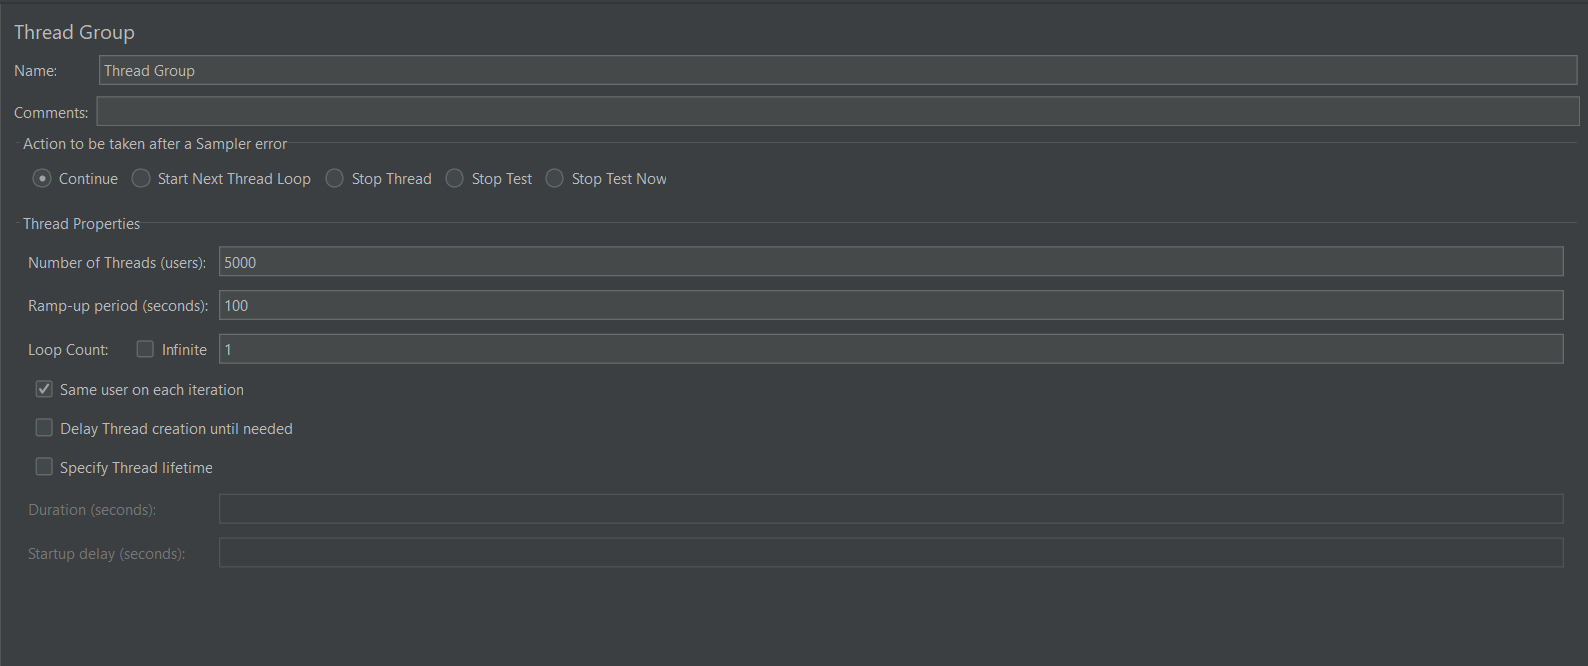 Thread Group
Name: Thread Group
Comments:
Action to be taken after a Sampler error
Continue Start Next Thread Loop Stop Thread Stop Test Stop Test Now
Thread Properties
Number of Threads (users): 5000
Ramp-up period (seconds): 100
Loop Count: Infinite 1
Same user on each iteration
Delay Thread creation until needed
Specify Thread lifetime
Duration (seconds):
Startup delay (seconds):